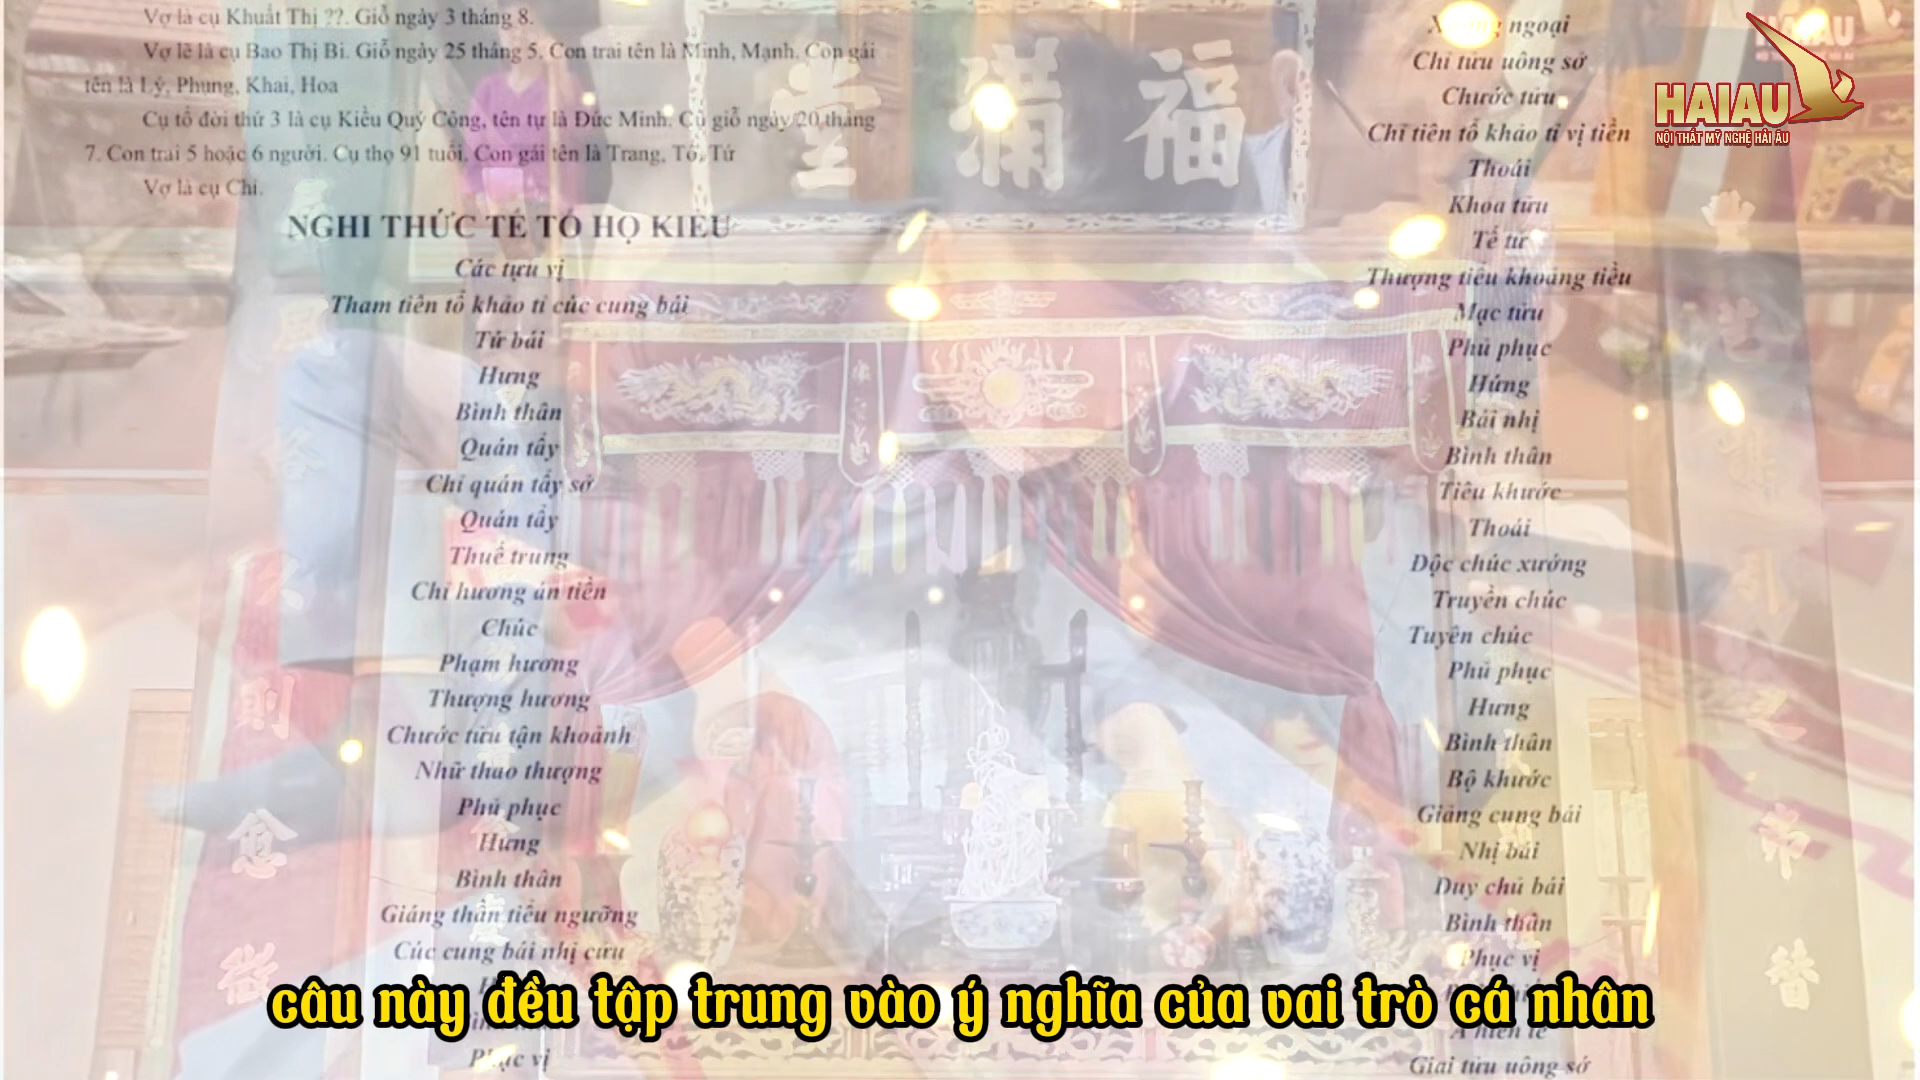 Vợ là cụ Khuất Thị ??. Giỗ ngày 3 tháng 8.
Vợ lẽ là cụ Bao Thị Bi. Giỗ ngày 25 tháng 5. Con trai tên là Minh, Mạnh. Con gái
tên là Lý, Phung, Khai, Hoa
Cụ tổ đời thứ 3 là cụ Kiều Quý Công, tên tự là Đức Minh. Cụ giỗ ngày 20 tháng
7. Con trai 5 hoặc 6 người. Cụ thọ 91 tuổi. Con gái tên là Trang, Tố, Tứ
Vợ là cụ Chi.
NGHI THỨC TẾ TỔ HỌ KIỀU
Các tựu vị
Tham tiên tổ khảo tỉ cúc cung bái
Tứ bái
Hưng
Bình thân
Quán tẩy
Chỉ quán tẩy sở
Quán tẩy
Thuế trung
Chỉ hương án tiền
Chúc
Phạm hương
Thượng hương
Chước tửu tận khoảnh
Nhữ thao thượng
Phủ phục
Hưng
Bình thân
Giáng thần tiểu ngưỡng
Cúc cung bái nhị cứu
Phục vị
ngoại
Chi tửu uông sở
Chước tửu
Chỉ tiên tổ khảo tỉ vị tiền
Thoái
Khoa tửu
Tế tử
Thượng tiêu khoảng tiều
Mạc tửu
Phủ phục
Hưng
Bái nhị
Bình thân
Tiêu khước
Thoái
Dộc chúc xướng
Truyền chúc
Tuyên chúc
Phủ phục
Hưng
Bình thân
Bộ khước
Giảng cung bái
Nhị bái
Duy chủ bái
Bình thân
Phục vị
Giai tửu uông sở
福 滿 堂
HAIAU
NỘI THẤT MỸ NGHỆ HẢI ÂU
câu này đều tập trung vào ý nghĩa của vai trò cá nhân